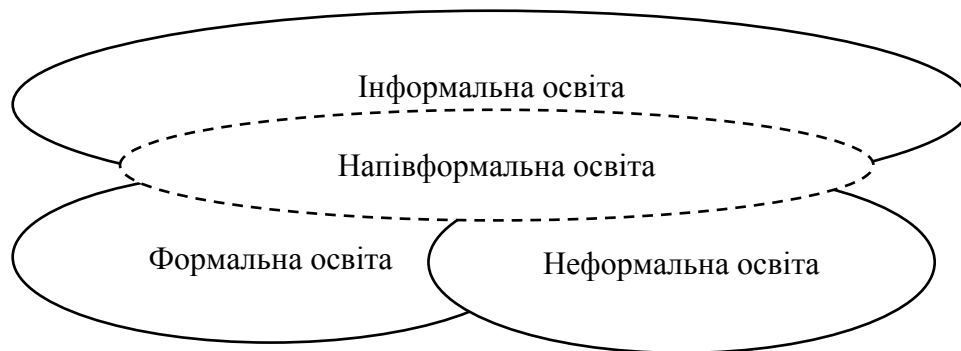 Інформальна освіта
Напівформальна освіта
Формальна освіта
Неформальна освіта